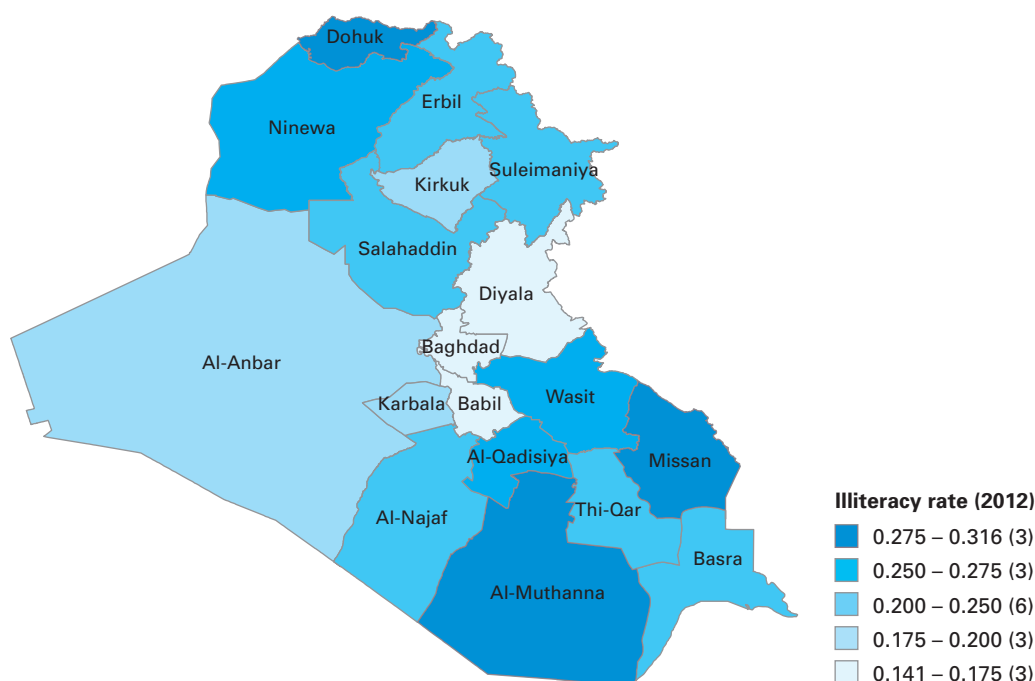 Dohuk
Erbil
Ninewa
Suleimaniya
Kirkuk
Salahaddin
Diyala
Baghdad
Al-Anbar
Wasit
Karbala
Babil
Al-Qadisiya
Missan
Al-Najaf
Thi-Qar
Basra
Al-Muthanna
Illiteracy rate (2012)
0.275 – 0.316 (3)
0.250 – 0.275 (3)
0.200 – 0.250 (6)
0.175 – 0.200 (3)
0.141 – 0.175 (3)